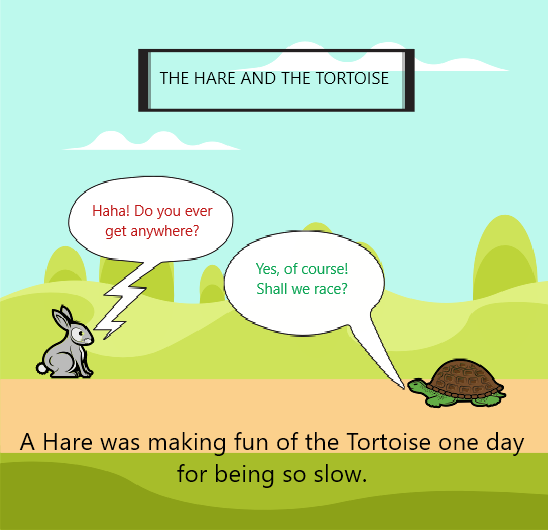 THE HARE AND THE TORTOISE
Haha! Do you ever
get anywhere?
Yes, of course!
Shall we race?
A Hare was making fun of the Tortoise one day
for being so slow.